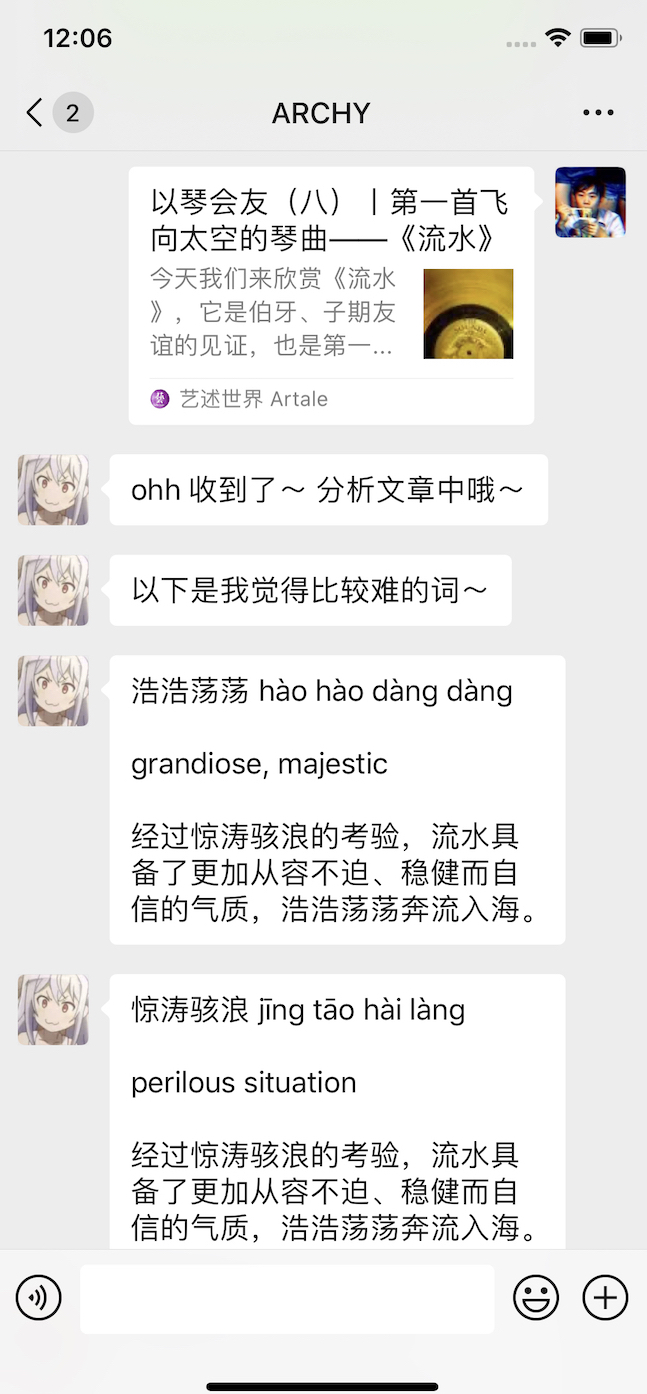 12:06
2
ARCHY
以琴会友（八）丨第一首飞
向太空的琴曲——《流水》
今天我们来欣赏《流水
》，它是伯牙、子期友
谊的见证，也是第一...
艺述世界 Artale
ohh 收到了～ 分析文章中哦～
以下是我觉得比较难的词～
浩浩荡荡 hào hào dàng dàng
grandiose, majestic
经过惊涛骇浪的考验，流水具
备了更加从容不迫、稳健而自
信的气质，浩浩荡荡奔流入海。
惊涛骇浪 jīng tāo hài làng
perilous situation
经过惊涛骇浪的考验，流水具
备了更加从容不迫、稳健而自
信的气质，浩浩荡荡奔流入海。